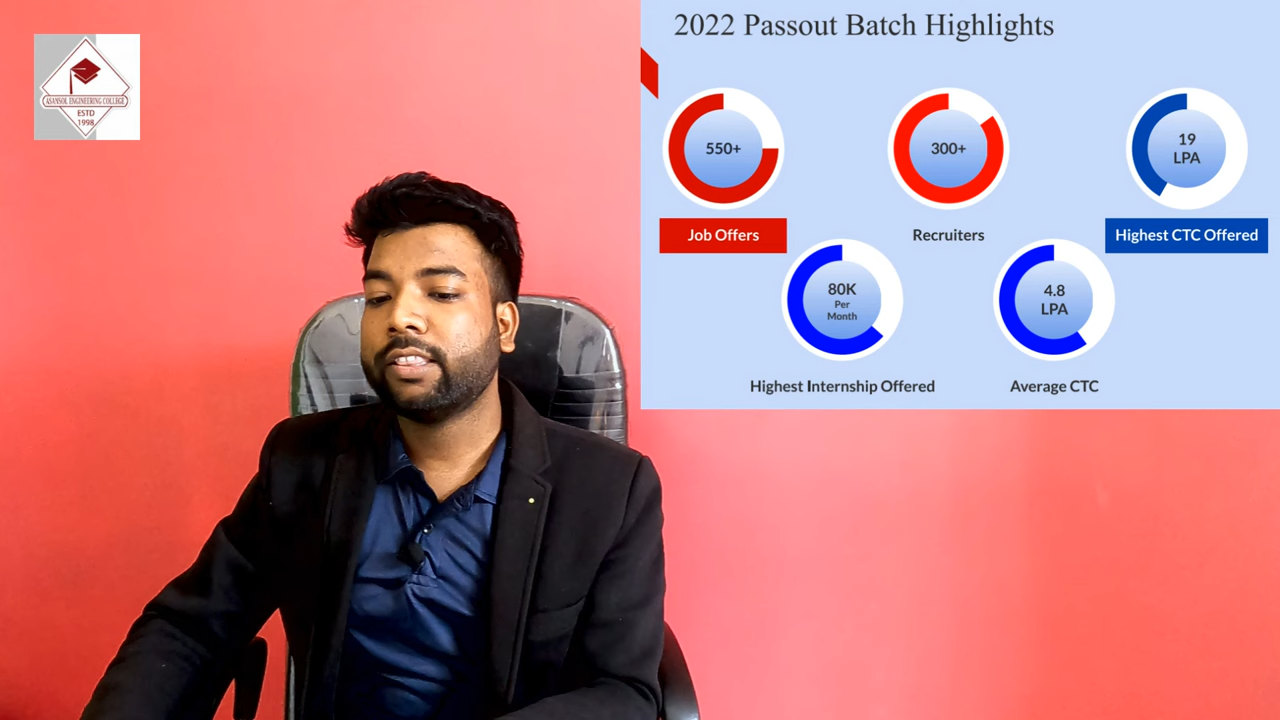 2022 Passout Batch Highlights
ASANSOL ENGINEERING COLLEGE
ESTD
1998
550+
300+
19
LPA
Job Offers
Recruiters
Highest CTC Offered
80K
Per
Month
4.8
LPA
Highest Internship Offered
Average CTC